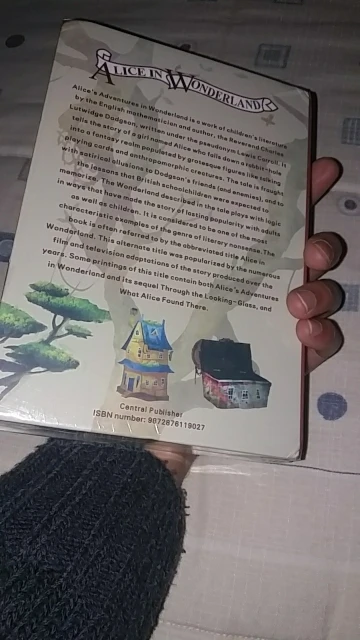 ALICE IN WONDERLAND
Alice's Adventures in Wonderland is a work of children's literature
by the English mathematician and author, the Reverend Charles
Lutwidge Dodgson, written under the pseudonym Lewis Carroll. It
tells the story of a girl named Alice who falls down a rabbit-hole
into a fantasy realm populated by grotesque figures like talking
playing cards and anthropomorphic creatures. The tale is fraught
with satirical allusions to Dodgson's friends (and enemies), and to
the lessons that British schoolchildren were expected to
memorize. The Wonderland described in the tale plays with logic
in ways that have made the story of lasting popularity with adults
as well as children. It is considered to be one of the most
characteristic examples of the genre of literary nonsense. The
book is often referred to by the abbreviated title Alice in
Wonderland. This alternate title was popularised by the numerous
film and television adaptations of the story produced over the
years. Some printings of this title contain both Alice's Adventures
in Wonderland and its sequel Through the Looking-Glass, and
What Alice Found There.
Central Publisher
ISBN number: 9872876119027